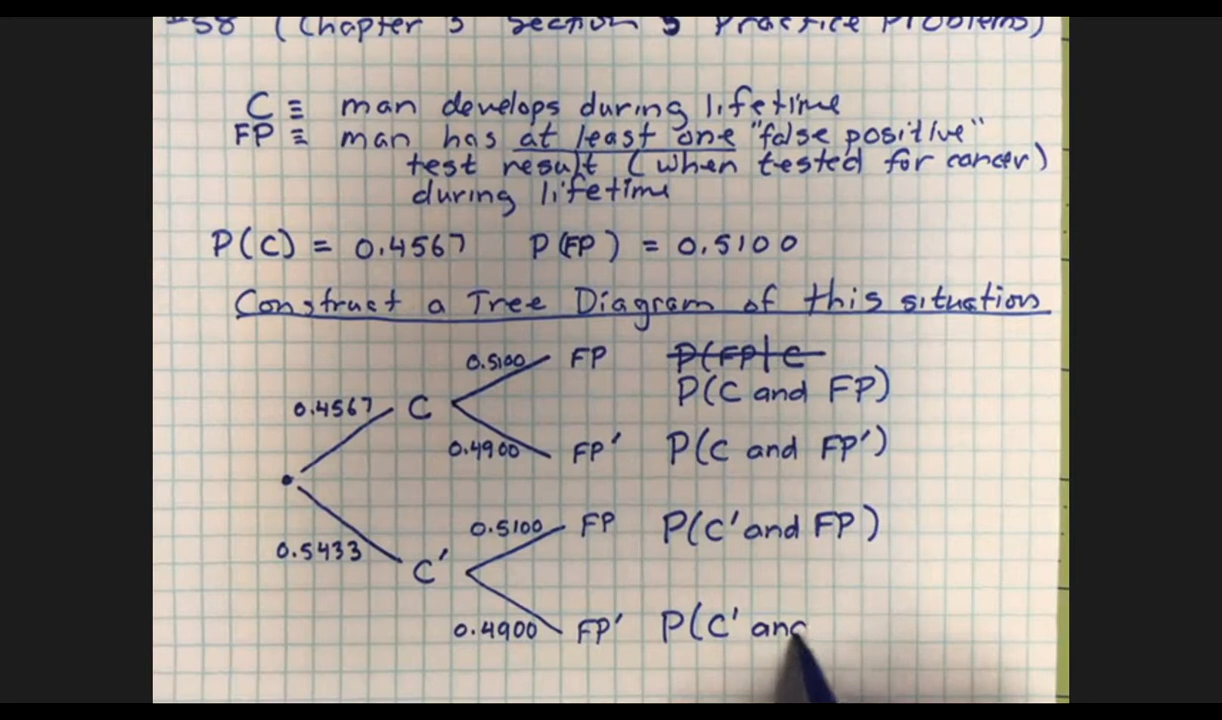 #58 (Chapter 3 Section 3 Practice Problems)
C ≡ man develops during lifetime
FP ≡ man has at least one "false positive"
test result (when tested for cancer)
during lifetime
P(C) = 0.4567 P(FP) = 0.5100
Construct a Tree Diagram of this situation
0.5100 FP P(FP|C
0.4567 C P(C and FP)
0.4900 FP' P(C and FP')
0.5100 FP P(C' and FP)
0.5433 C'
0.4900 FP' P(C' and